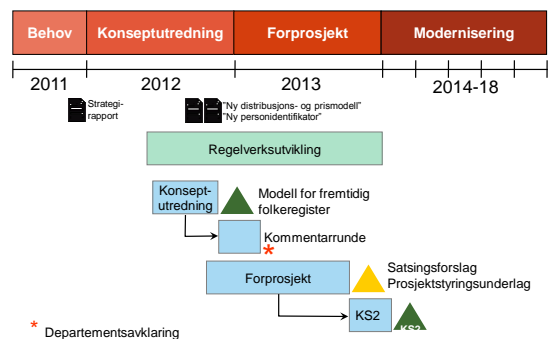 Behov Konseptutredning Forprosjekt Modernisering
2011 2012 2013 2014-18
Strategi-
rapport
"Ny distribusjons- og prismodell"
"Ny personidentifikator"
Regelverksutvikling
Konsept-
utredning
Modell for fremtidig
folkeregister
Kommentarrunde
*
Forprosjekt
Satsingsforslag
Prosjektstyringsunderlag
KS2
KS2
* Departementsavklaring